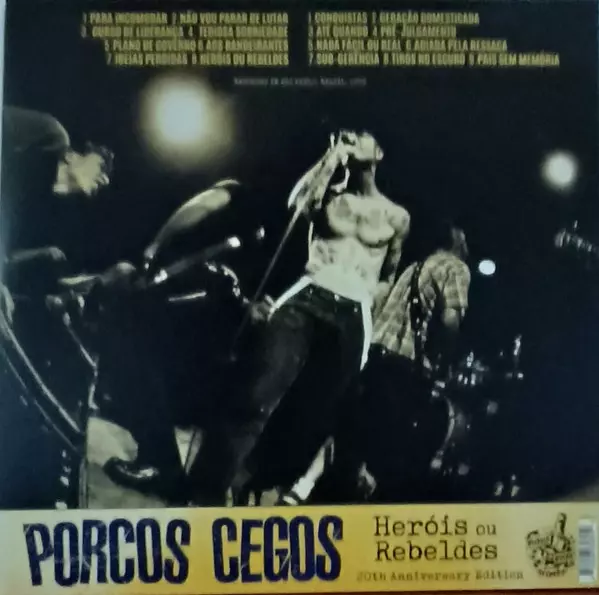 1 PARA INCOMODAR 2 NÃO VOU PARAR DE LUTAR
3 CURSO DE LIDERANÇA 4 TEDIOSA SOBRIEDADE
5 PLANO DE GOVERNO 6 AOS BANDEIRANTES
7 IDEIAS PERDIDAS 8 HERÓIS OU REBELDES
1 CONQUISTAS 2 GERAÇÃO DOMESTICADA
3 ATÉ QUANDO 4 PRÉ-JULGAMENTO
5 NADA FÁCIL OU REAL 6 ADIADA PELA RESSACA
7 SUB-GERÊNCIA 8 TIROS NO ESCURO 9 PAÍS SEM MEMÓRIA
PORCOS CEGOS
Heróis ou
Rebeldes
20th Anniversary Edition